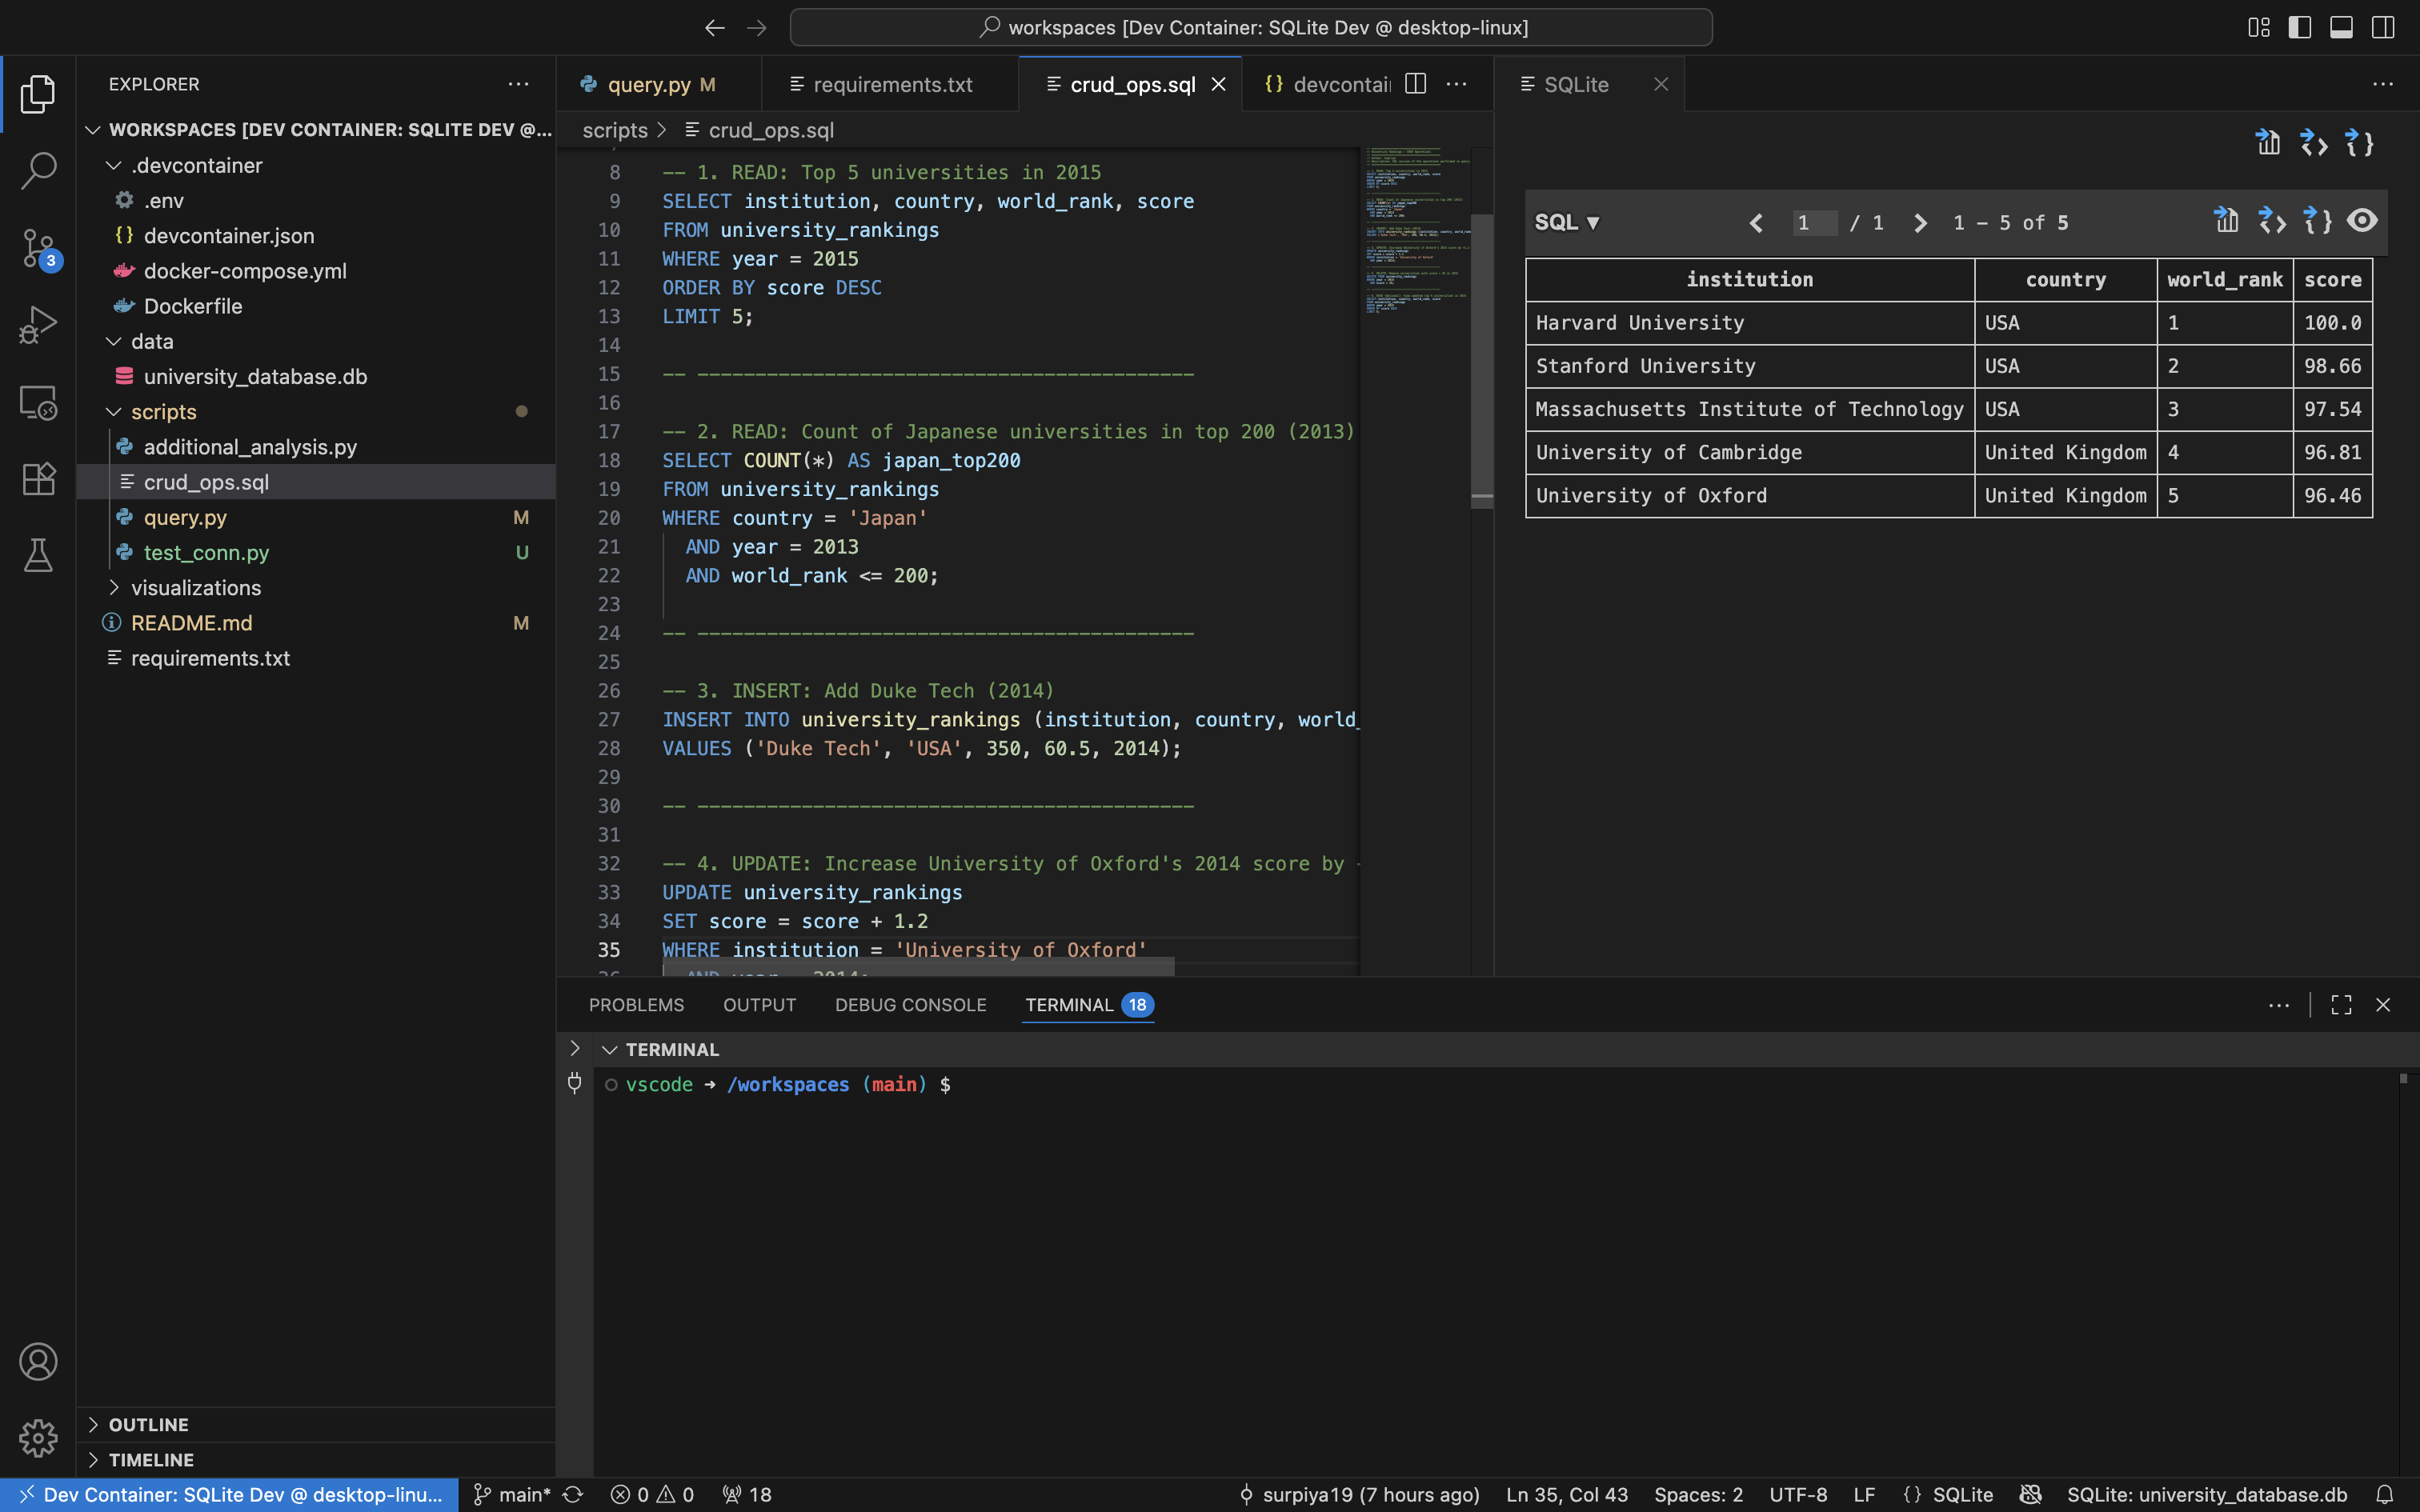 workspaces [Dev Container: SQLite Dev @ desktop-linux]
EXPLORER
WORKSPACES [DEV CONTAINER: SQLITE DEV @...
.devcontainer
.env
devcontainer.json
docker-compose.yml
Dockerfile
data
university_database.db
scripts
additional_analysis.py
crud_ops.sql
query.py M
test_conn.py U
visualizations
README.md M
requirements.txt
OUTLINE
TIMELINE
3
query.py M
requirements.txt
crud_ops.sql
devcontai
scripts > crud_ops.sql
8 -- 1. READ: Top 5 universities in 2015
9 SELECT institution, country, world_rank, score
10 FROM university_rankings
11 WHERE year = 2015
12 ORDER BY score DESC
13 LIMIT 5;
14
15 -- -------------------------------------------
16
17 -- 2. READ: Count of Japanese universities in top 200 (2013)
18 SELECT COUNT(*) AS japan_top200
19 FROM university_rankings
20 WHERE country = 'Japan'
21 AND year = 2013
22 AND world_rank <= 200;
23
24 -- -------------------------------------------
25
26 -- 3. INSERT: Add Duke Tech (2014)
27 INSERT INTO university_rankings (institution, country, world_
28 VALUES ('Duke Tech', 'USA', 350, 60.5, 2014);
29
30 -- -------------------------------------------
31
32 -- 4. UPDATE: Increase University of Oxford's 2014 score by
33 UPDATE university_rankings
34 SET score = score + 1.2
35 WHERE institution = 'University of Oxford'
36 AND year = 2014;
SQLite
SQL ▼ 1 / 1 1 – 5 of 5
institution country world_rank score
Harvard University USA 1 100.0
Stanford University USA 2 98.66
Massachusetts Institute of Technology USA 3 97.54
University of Cambridge United Kingdom 4 96.81
University of Oxford United Kingdom 5 96.46
PROBLEMS OUTPUT DEBUG CONSOLE TERMINAL 18
TERMINAL
vscode ➜ /workspaces (main) $
Dev Container: SQLite Dev @ desktop-linu... main* 0 0 18 surpiya19 (7 hours ago) Ln 35, Col 43 Spaces: 2 UTF-8 LF {} SQLite SQLite: university_database.db